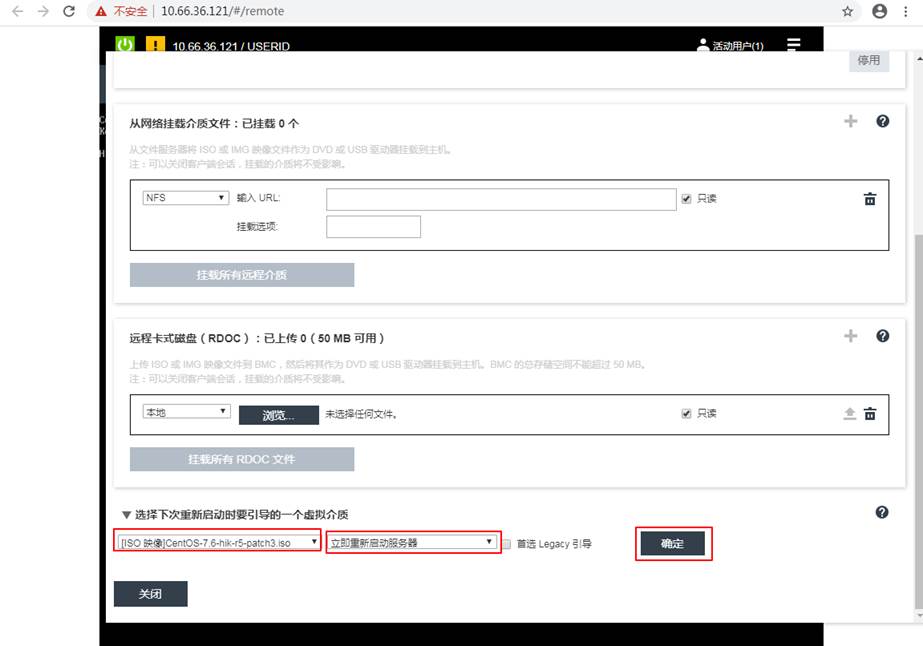 不安全 | 10.66.36.121/#/remote
10.66.36.121 / USERID
活动用户(1)
停用
从网络挂载介质文件：已挂载 0 个
从文件服务器将 ISO 或 IMG 映像文件作为 DVD 或 USB 驱动器挂载到主机。
注：可以关闭客户端会话，挂载的介质将不受影响。
NFS
输入 URL:
只读
挂载选项:
挂载所有远程介质
远程卡式磁盘（RDOC）：已上传 0（50 MB 可用）
上传 ISO 或 IMG 映像文件到 BMC，然后将其作为 DVD 或 USB 驱动器挂载到主机。BMC 的总存储空间不能超过 50 MB。
注：可以关闭客户端会话，挂载的介质将不受影响。
本地
浏览...
未选择任何文件。
只读
挂载所有 RDOC 文件
选择下次重新启动时要引导的一个虚拟介质
[ISO 映像]CentOS-7.6-hik-r5-patch3.iso
立即重新启动服务器
首选 Legacy 引导
确定
关闭